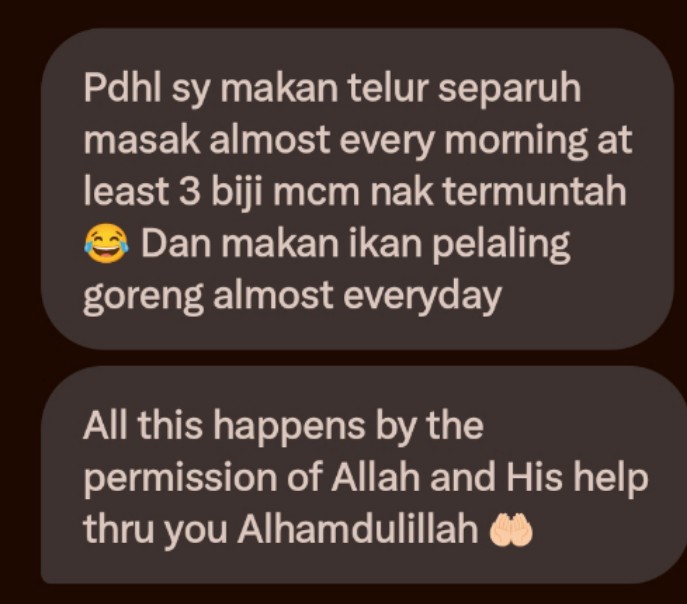 Pdhl sy makan telur separuh
masak almost every morning at
least 3 biji mcm nak termuntah
😂 Dan makan ikan pelaling
goreng almost everyday
All this happens by the
permission of Allah and His help
thru you Alhamdulillah 🤲🏻